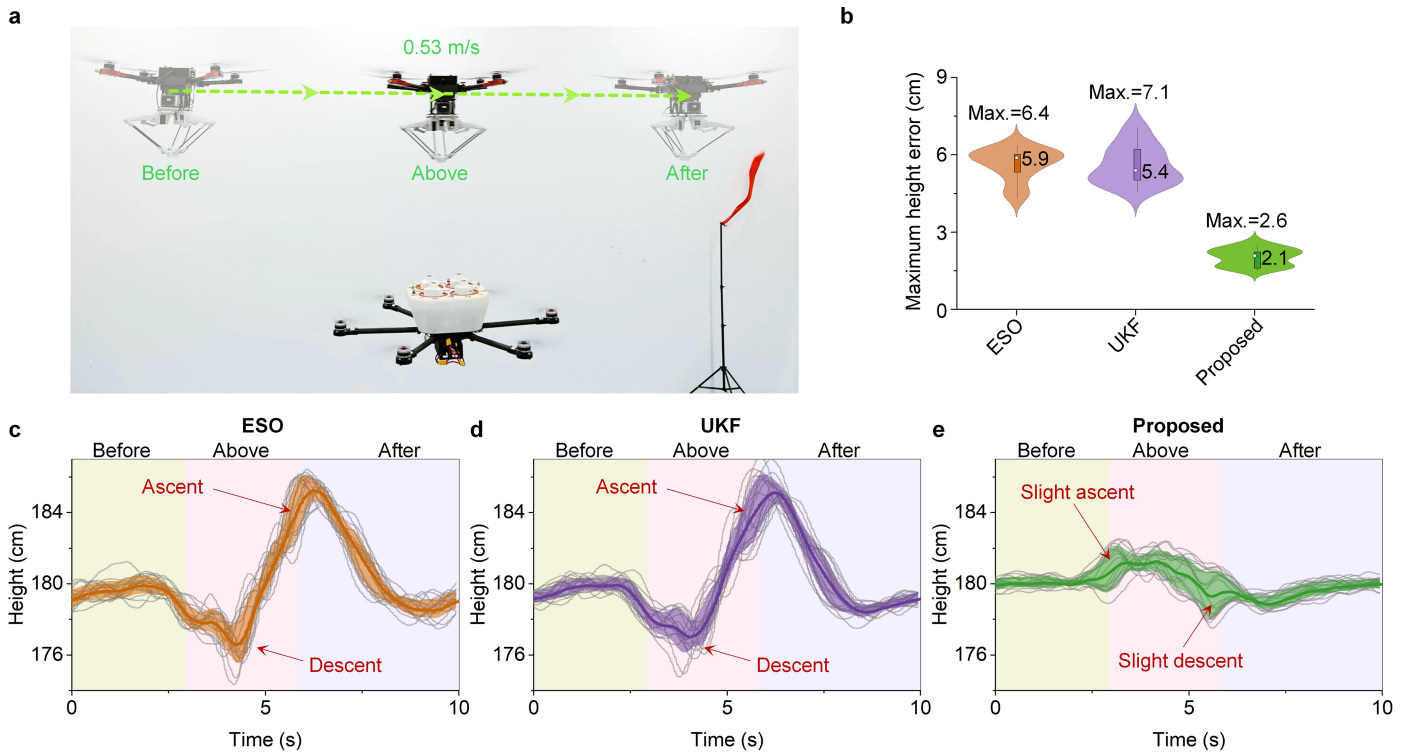 a
0.53 m/s
Before
Above
After
b
Maximum height error (cm)
9
6
3
0
Max.=6.4
Max.=7.1
Max.=2.6
5.9
5.4
2.1
ESO
UKF
Proposed
c
ESO
Before
Above
After
Ascent
Descent
Height (cm)
184
180
176
0
5
10
Time (s)
d
UKF
Before
Above
After
Ascent
Descent
Height (cm)
184
180
176
0
5
10
Time (s)
e
Proposed
Before
Above
After
Slight ascent
Slight descent
Height (cm)
184
180
176
0
5
10
Time (s)